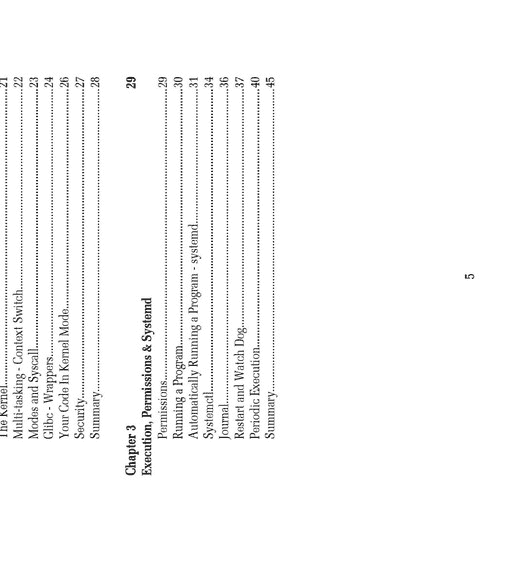 The Kernel..........21
Multi-tasking - Context Switch..........22
Modes and Syscall..........23
Glibc - Wrappers..........24
Your Code In Kernel Mode..........26
Security..........27
Summary..........28
Chapter 3 29
Execution, Permissions & Systemd
Permissions..........29
Running a Program..........30
Automatically Running a Program - systemd..........31
Systemctl..........34
Journal..........36
Restart and Watch Dog..........37
Periodic Execution..........40
Summary..........45
5